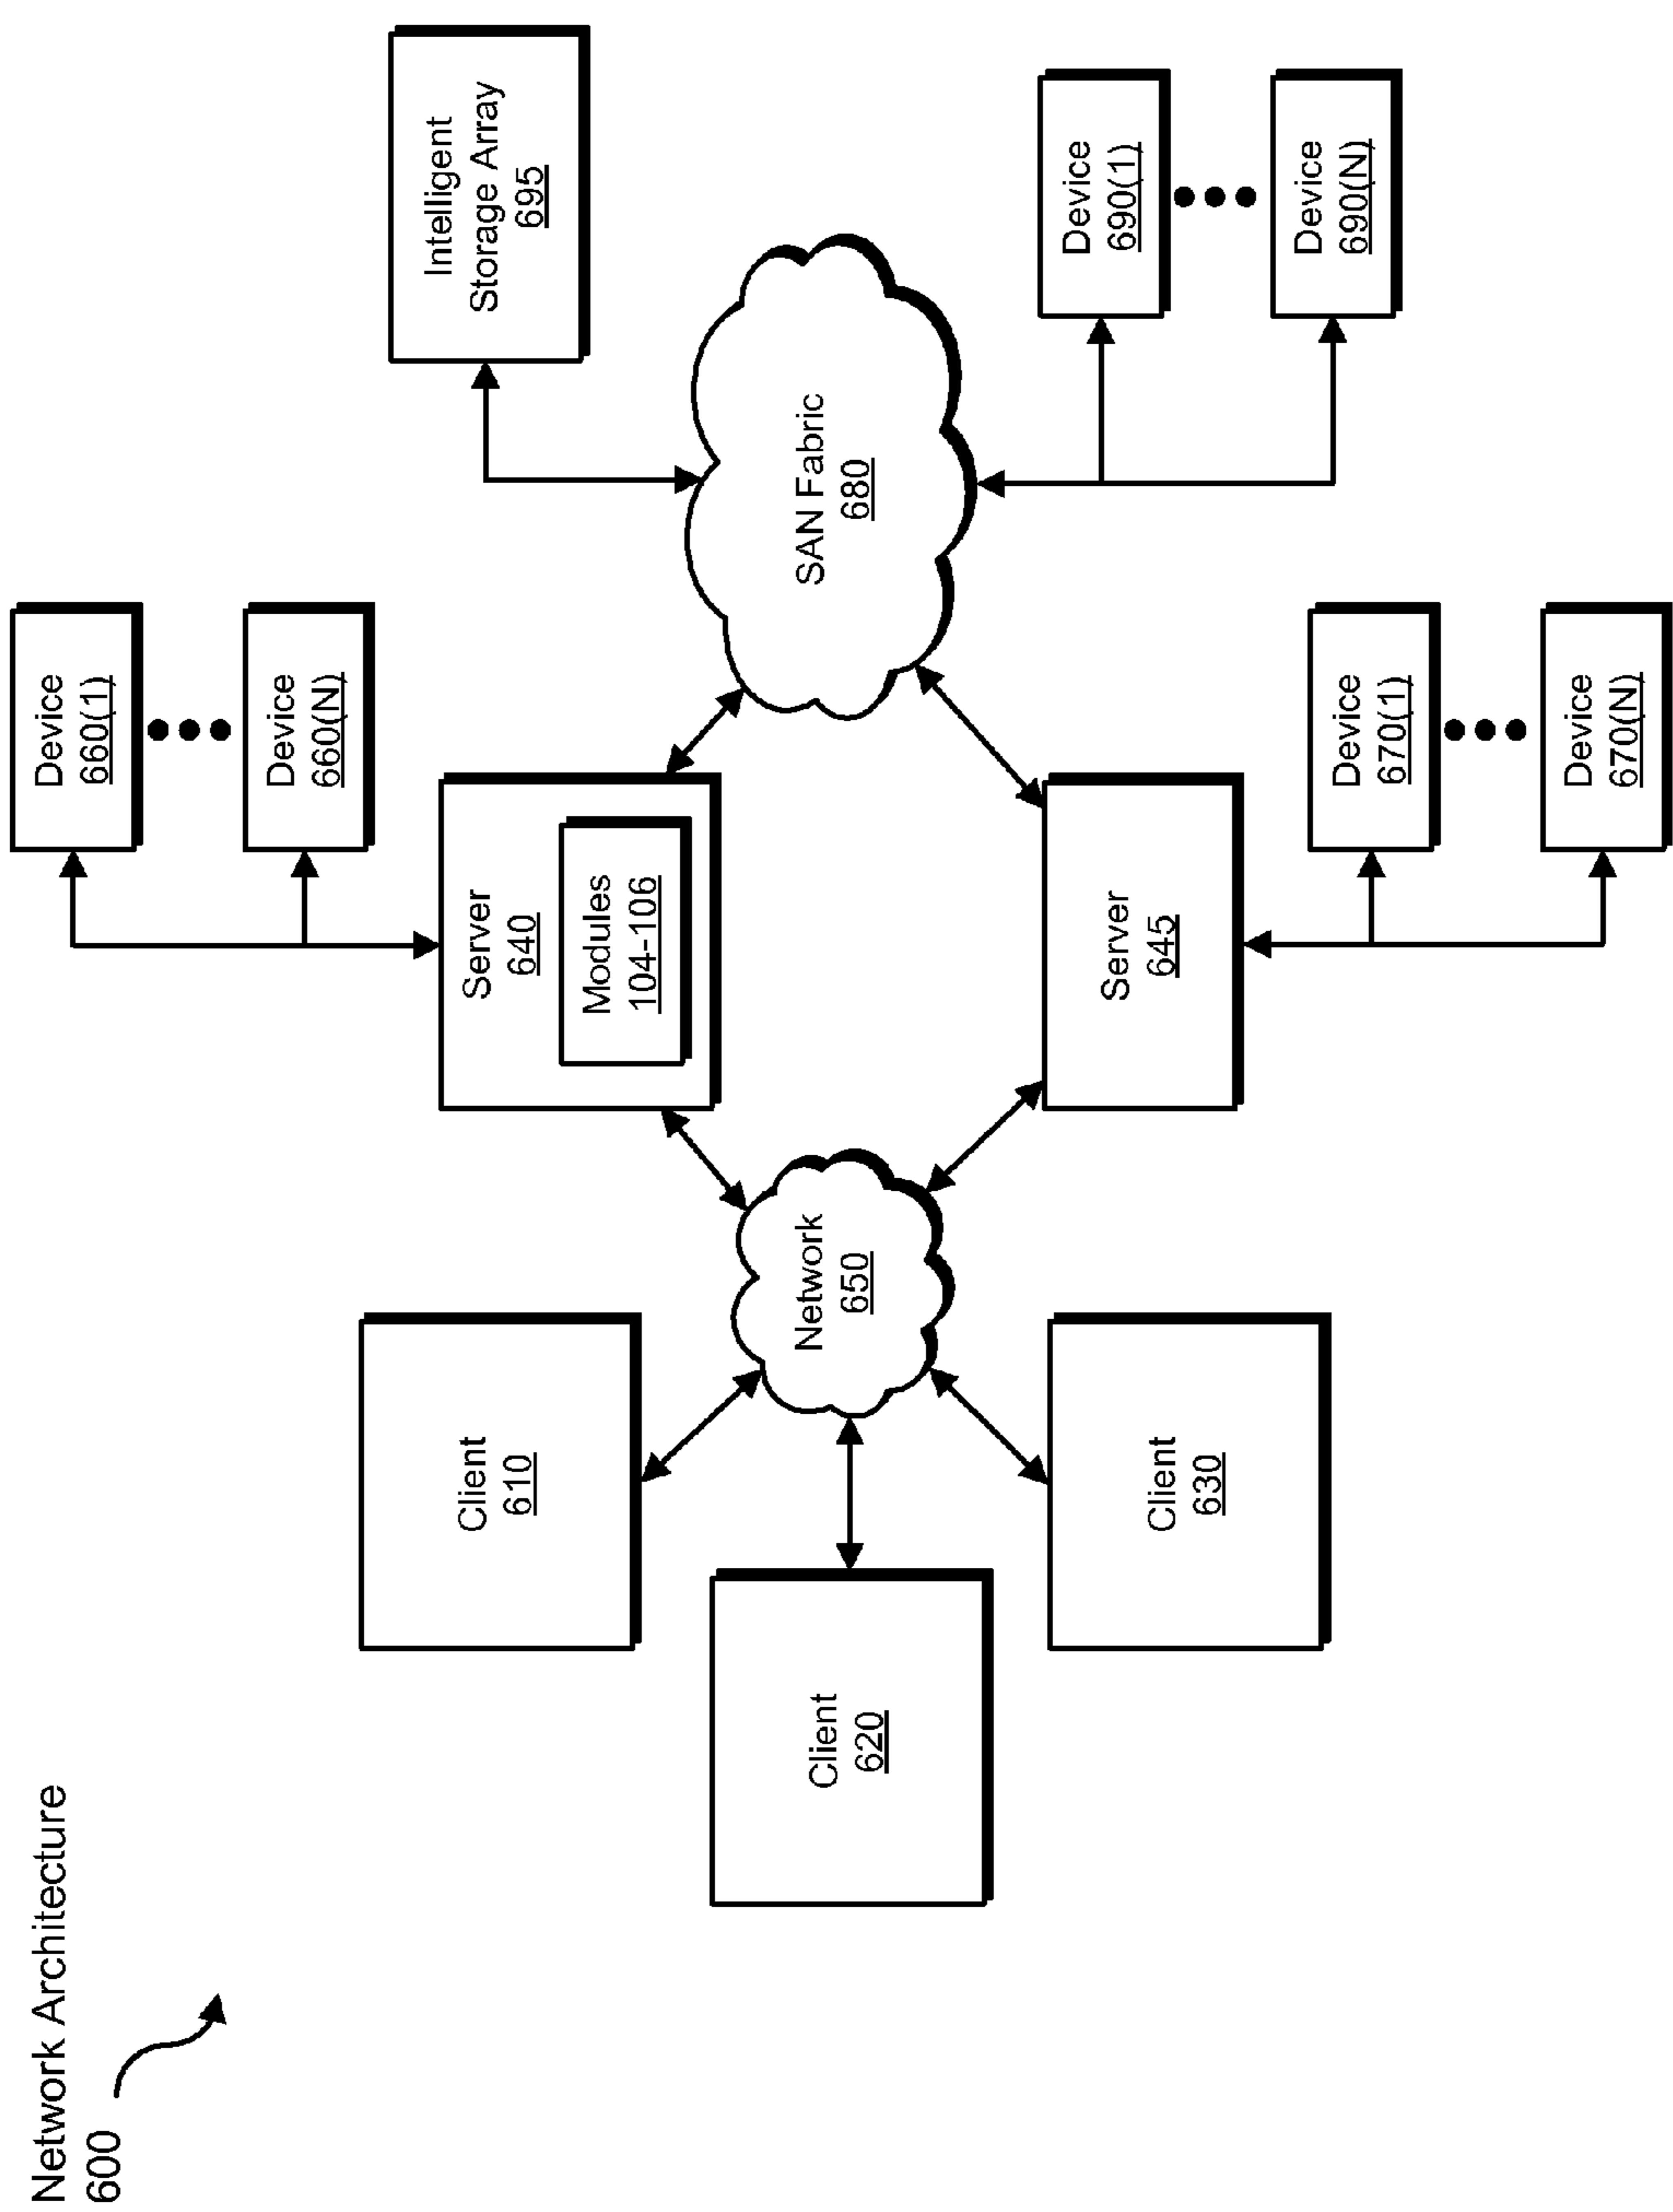 Network Architecture
600
Device
660(1)
Device
660(N)
Intelligent
Storage Array
695
Client
610
Server
640
Modules
104-106
Client
620
Network
650
SAN Fabric
680
Client
630
Server
645
Device
690(1)
Device
690(N)
Device
670(1)
Device
670(N)